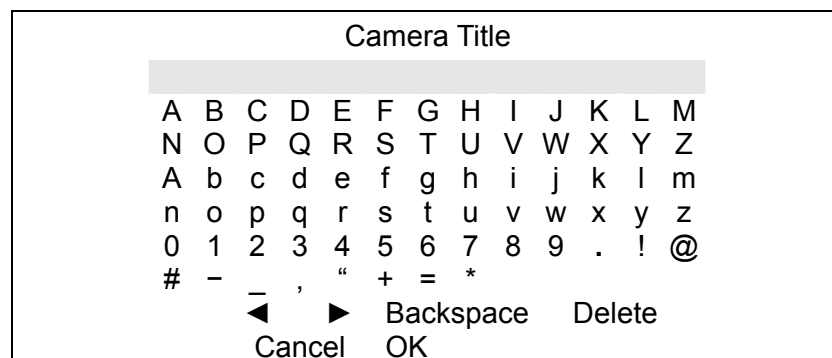 Camera Title
A B C D E F G H I J K L M
N O P Q R S T U V W X Y Z
A b c d e f g h i j k l m
n o p q r s t u v w x y z
0 1 2 3 4 5 6 7 8 9 . ! @
# − _ , “ + = *
◄ ► Backspace Delete
Cancel OK